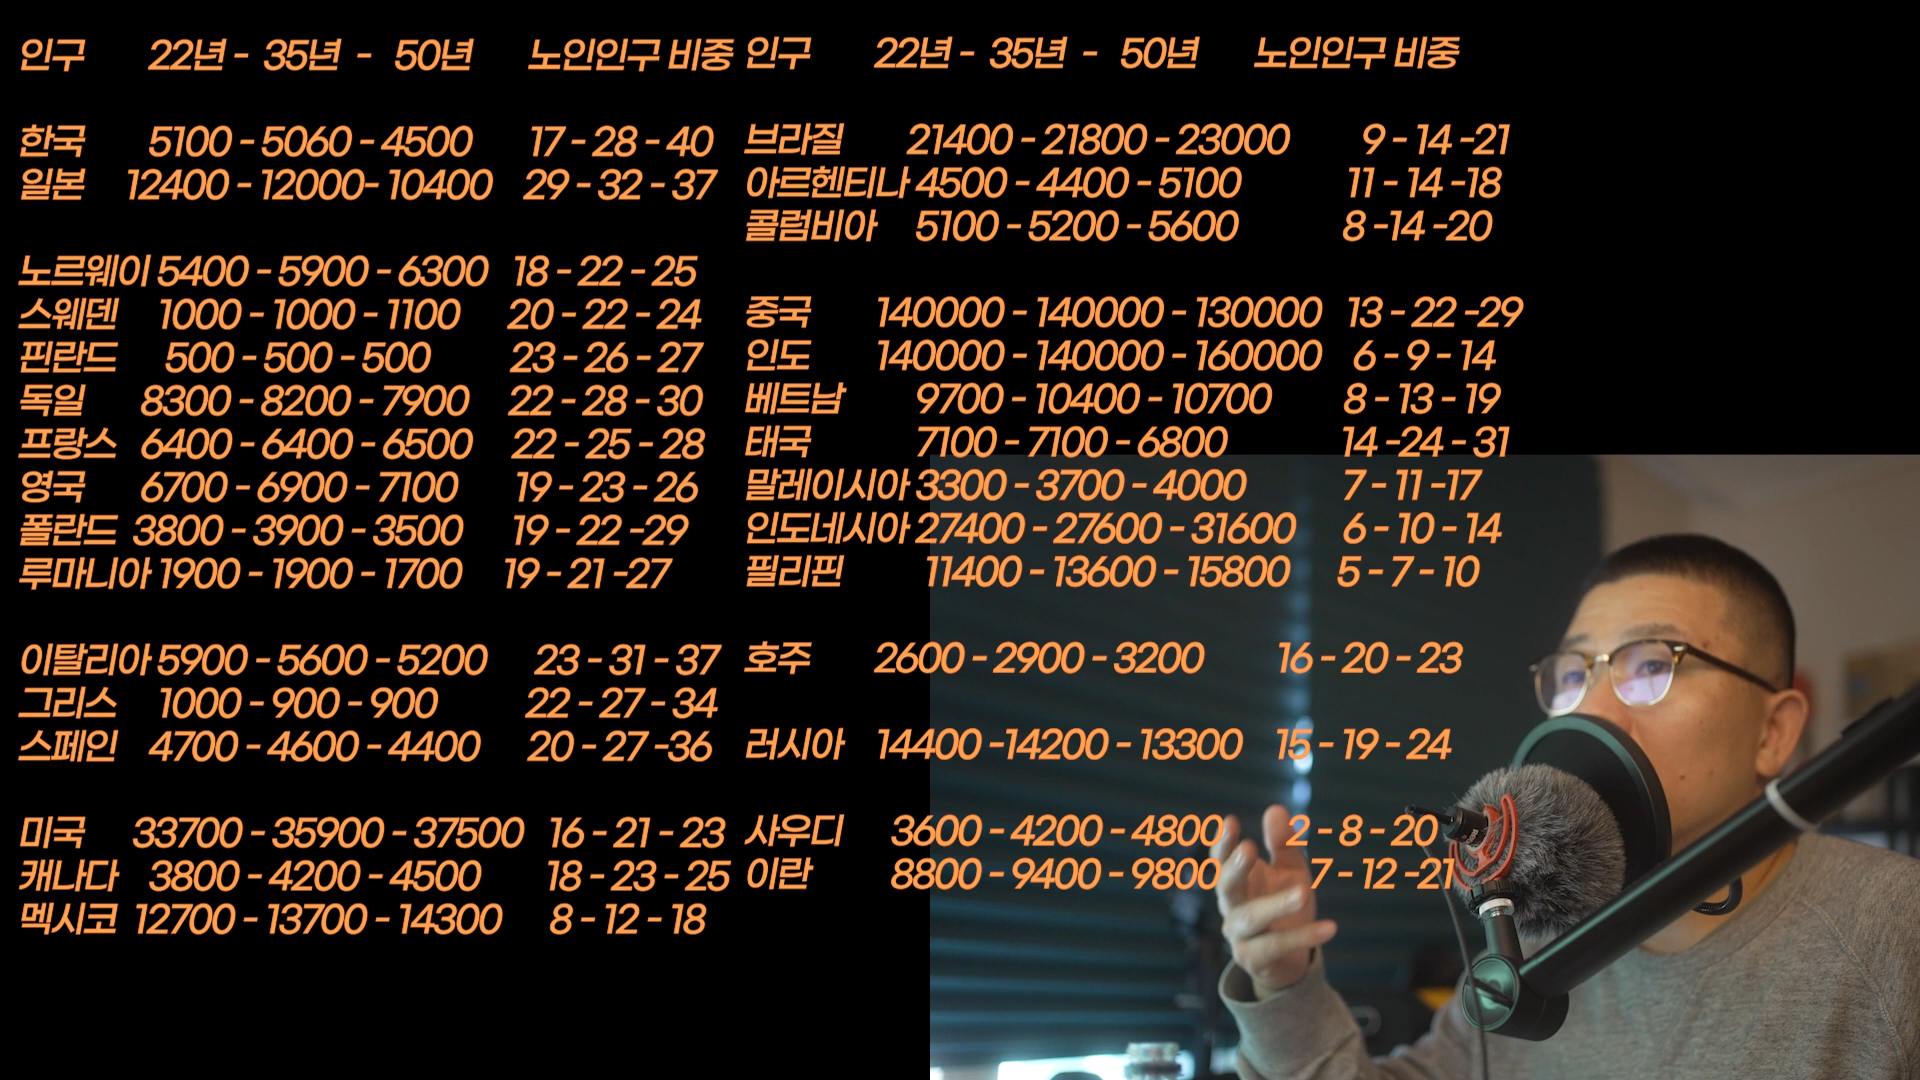 인구 22년 - 35년 - 50년 노인인구 비중
한국 5100 - 5060 - 4500 17 - 28 - 40
일본 12400 - 12000- 10400 29 - 32 - 37
노르웨이 5400 - 5900 - 6300 18 - 22 - 25
스웨덴 1000 - 1000 - 1100 20 - 22 - 24
핀란드 500 - 500 - 500 23 - 26 - 27
독일 8300 - 8200 - 7900 22 - 28 - 30
프랑스 6400 - 6400 - 6500 22 - 25 - 28
영국 6700 - 6900 - 7100 19 - 23 - 26
폴란드 3800 - 3900 - 3500 19 - 22 -29
루마니아 1900 - 1900 - 1700 19 - 21 -27
이탈리아 5900 - 5600 - 5200 23 - 31 - 37
그리스 1000 - 900 - 900 22 - 27 - 34
스페인 4700 - 4600 - 4400 20 - 27 -36
미국 33700 - 35900 - 37500 16 - 21 - 23
캐나다 3800 - 4200 - 4500 18 - 23 - 25
멕시코 12700 - 13700 - 14300 8 - 12 - 18
인구 22년 - 35년 - 50년 노인인구 비중
브라질 21400 - 21800 - 23000 9 - 14 -21
아르헨티나 4500 - 4400 - 5100 11 - 14 -18
콜럼비아 5100 - 5200 - 5600 8 -14 -20
중국 140000 - 140000 - 130000 13 - 22 -29
인도 140000 - 140000 - 160000 6 - 9 - 14
베트남 9700 - 10400 - 10700 8 - 13 - 19
태국 7100 - 7100 - 6800 14 -24 - 31
말레이시아 3300 - 3700 - 4000 7 - 11 -17
인도네시아 27400 - 27600 - 31600 6 - 10 - 14
필리핀 11400 - 13600 - 15800 5 - 7 - 10
호주 2600 - 2900 - 3200 16 - 20 - 23
러시아 14400 -14200 - 13300 15 - 19 - 24
사우디 3600 - 4200 - 4800 2 - 8 - 20
이란 8800 - 9400 - 9800 7 - 12 -21